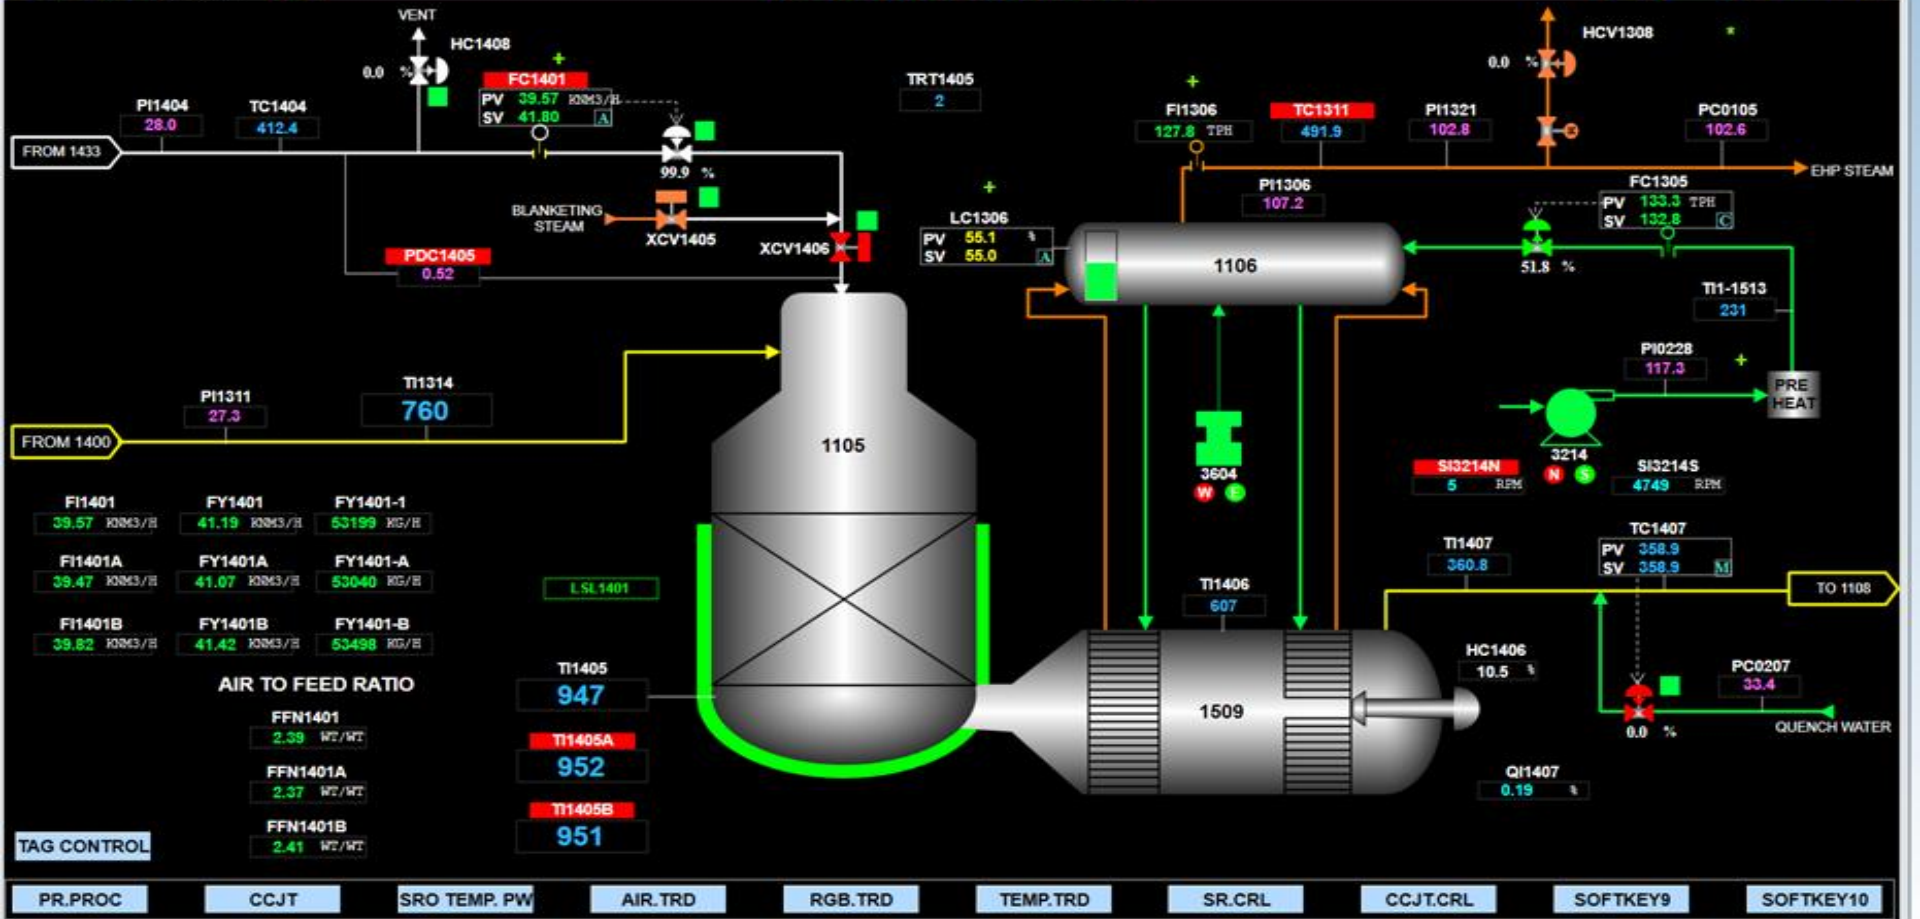 VENT
HC1408
0.0 %
FC1401
PV 39.57 KNM3/H
SV 41.80 A
PI1404
28.0
TC1404
412.4
FROM 1433
99.9 %
BLANKETING
STEAM
XCV1405
XCV1406
PDC1405
0.52
TRT1405
2
HCV1308
*
0.0 %
FI1306
127.8 TPH
TC1311
491.9
PI1321
102.8
PC0105
102.6
EHP STEAM
PI1306
107.2
FC1305
PV 133.3 TPH
SV 132.8 C
51.8 %
LC1306
PV 55.1 %
SV 55.0 A
1106
TI1-1513
231
PI0228
117.3
PRE
HEAT
3214
N S
SI3214N
5 RPM
SI3214S
4749 RPM
3604
W E
PI1311
27.3
TI1314
760
FROM 1400
1105
FI1401
39.57 KNM3/H
FY1401
41.19 KNM3/H
FY1401-1
53199 KG/H
FI1401A
39.47 KNM3/H
FY1401A
41.07 KNM3/H
FY1401-A
53040 KG/H
FI1401B
39.82 KNM3/H
FY1401B
41.42 KNM3/H
FY1401-B
53498 KG/H
LSL1401
AIR TO FEED RATIO
FFN1401
2.39 WT/WT
FFN1401A
2.37 WT/WT
FFN1401B
2.41 WT/WT
TI1405
947
TI1405A
952
TI1405B
951
TI1406
607
1509
TI1407
360.8
TC1407
PV 358.9
SV 358.9 M
TO 1108
HC1406
10.5 %
PC0207
33.4
0.0 %
QUENCH WATER
QI1407
0.19 %
TAG CONTROL
PR.PROC
CCJT
SRO TEMP. PW
AIR.TRD
RGB.TRD
TEMP.TRD
SR.CRL
CCJT.CRL
SOFTKEY9
SOFTKEY10